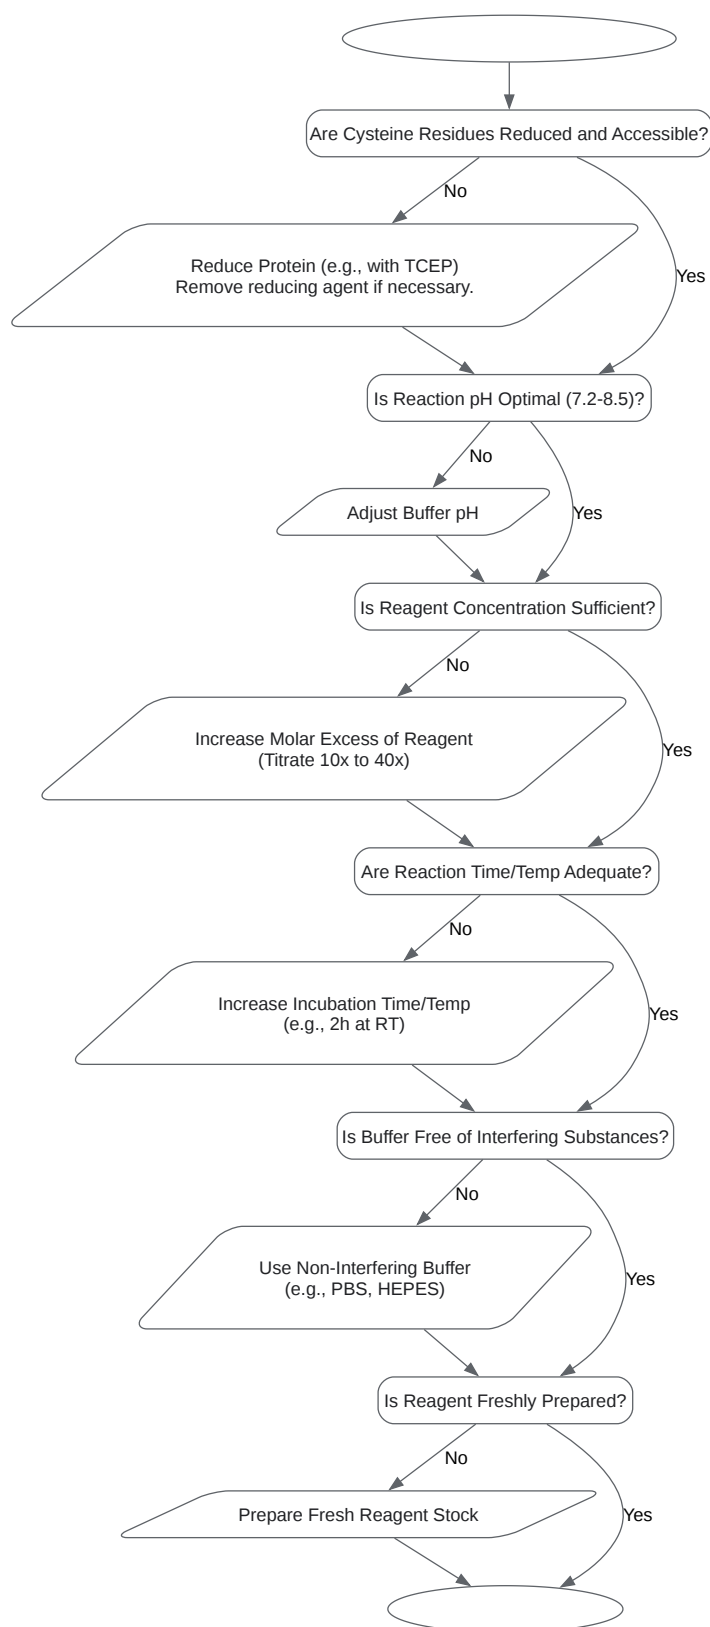 Are Cysteine Residues Reduced and Accessible?
No
Reduce Protein (e.g., with TCEP)
Remove reducing agent if necessary.
Yes
Is Reaction pH Optimal (7.2-8.5)?
No
Adjust Buffer pH
Yes
Is Reagent Concentration Sufficient?
No
Increase Molar Excess of Reagent
(Titrate 10x to 40x)
Yes
Are Reaction Time/Temp Adequate?
No
Increase Incubation Time/Temp
(e.g., 2h at RT)
Yes
Is Buffer Free of Interfering Substances?
No
Use Non-Interfering Buffer
(e.g., PBS, HEPES)
Yes
Is Reagent Freshly Prepared?
No
Prepare Fresh Reagent Stock
Yes